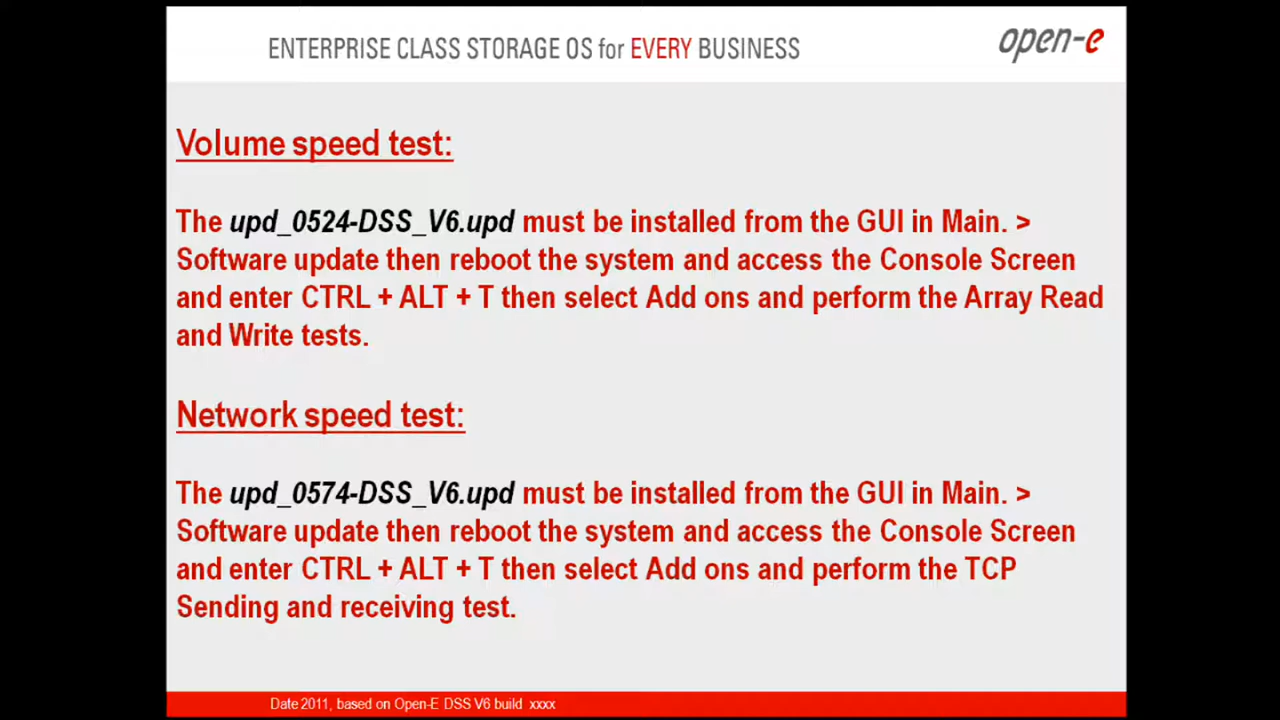 ENTERPRISE CLASS STORAGE OS for EVERY BUSINESS
open-e
Volume speed test:
The upd_0524-DSS_V6.upd must be installed from the GUI in Main. >
Software update then reboot the system and access the Console Screen
and enter CTRL + ALT + T then select Add ons and perform the Array Read
and Write tests.
Network speed test:
The upd_0574-DSS_V6.upd must be installed from the GUI in Main. >
Software update then reboot the system and access the Console Screen
and enter CTRL + ALT + T then select Add ons and perform the TCP
Sending and receiving test.
Date 2011, based on Open-E DSS V6 build xxxx